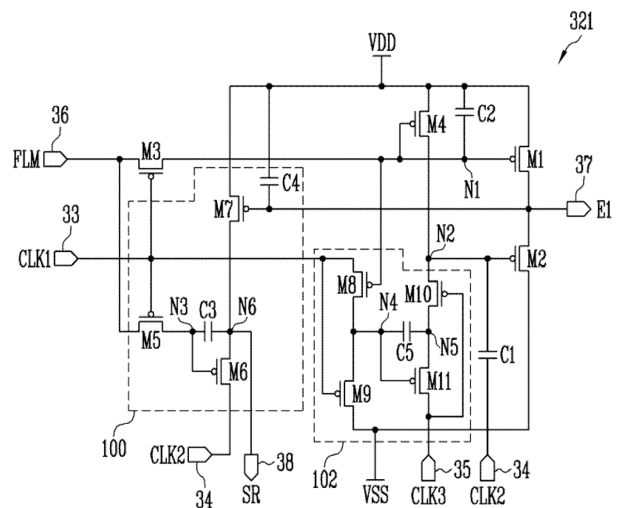 321
VDD
36
FLM
M3
M4
C2
M1
N1
37
E1
C4
M7
33
CLK1
N2
M2
M8
M10
N3
C3
N6
N4
C5
N5
C1
M5
M6
M9
M11
100
CLK2
34
38
SR
102
VSS
35
CLK3
34
CLK2